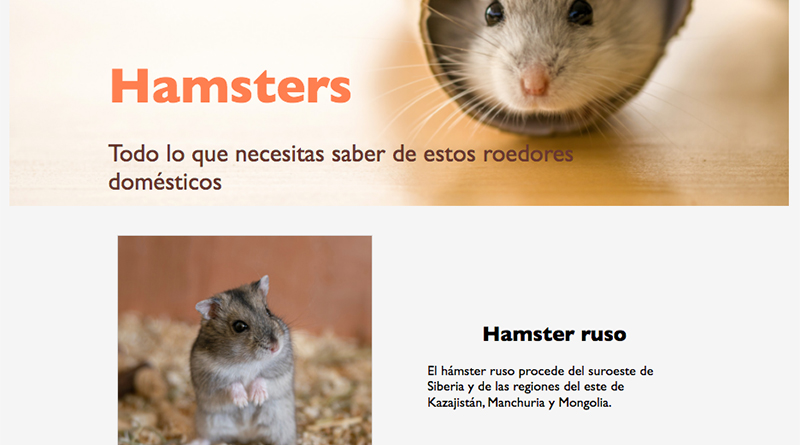 Hamsters
Todo lo que necesitas saber de estos roedores
domésticos
Hamster ruso
El hámster ruso procede del suroeste de
Siberia y de las regiones del este de
Kazajistán, Manchuria y Mongolia.